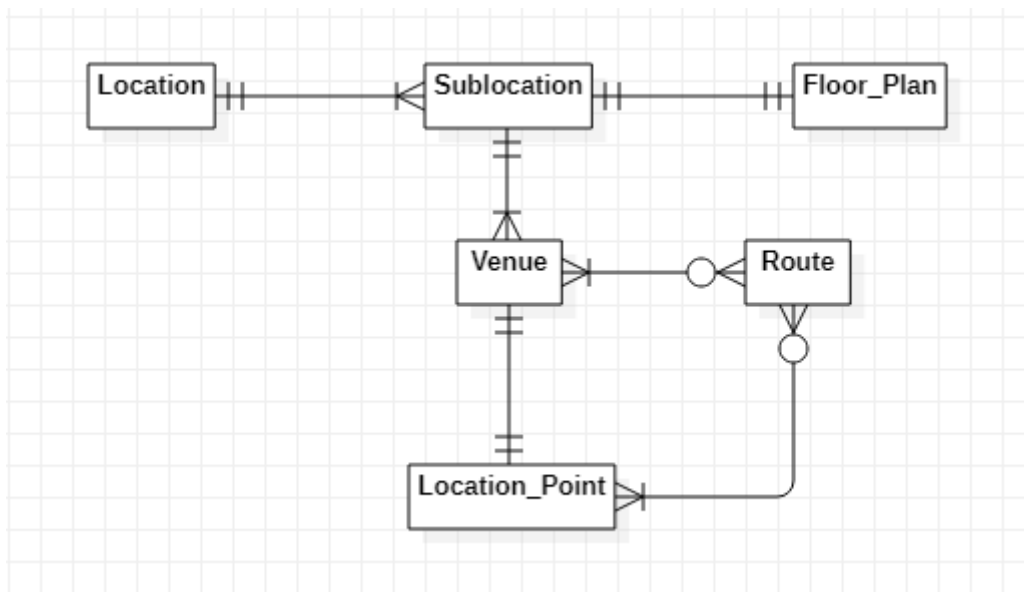 Location
Sublocation
Floor_Plan
Venue
Route
Location_Point